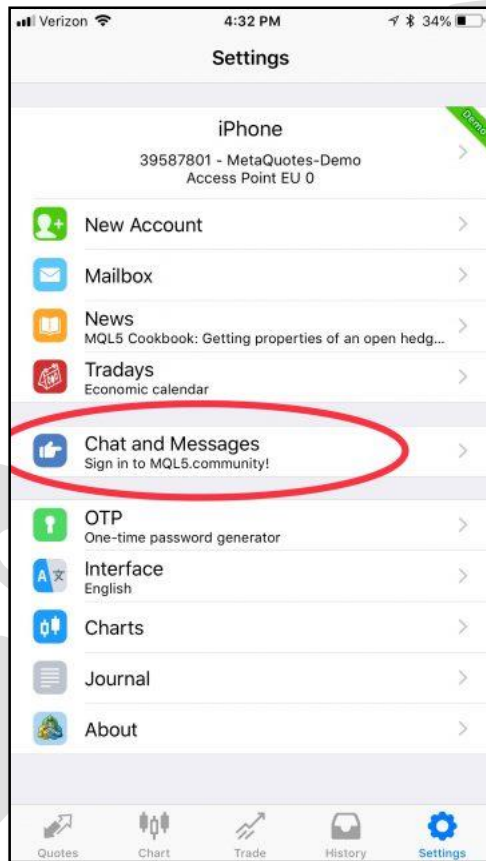 Verizon 4:32 PM 34%
Settings
iPhone
Demo
39587801 - MetaQuotes-Demo
Access Point EU 0
New Account
Mailbox
News
MQL5 Cookbook: Getting properties of an open hedg...
Tradays
Economic calendar
Chat and Messages
Sign in to MQL5.community!
OTP
One-time password generator
Interface
English
Charts
Journal
About
Quotes Chart Trade History Settings